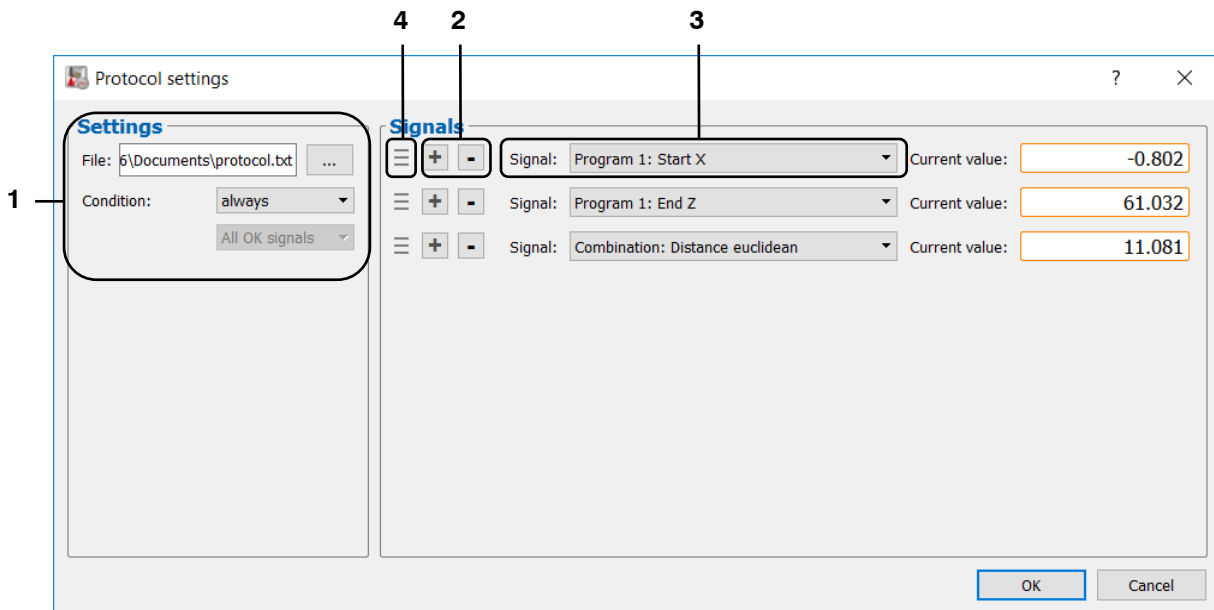 4 2 3
Protocol settings ? ×
Settings Signals
File: 6\Documents\protocol.txt ... + - Signal: Program 1: Start X Current value: -0.802
1 Condition: always + - Signal: Program 1: End Z Current value: 61.032
All OK signals + - Signal: Combination: Distance euclidean Current value: 11.081
OK Cancel